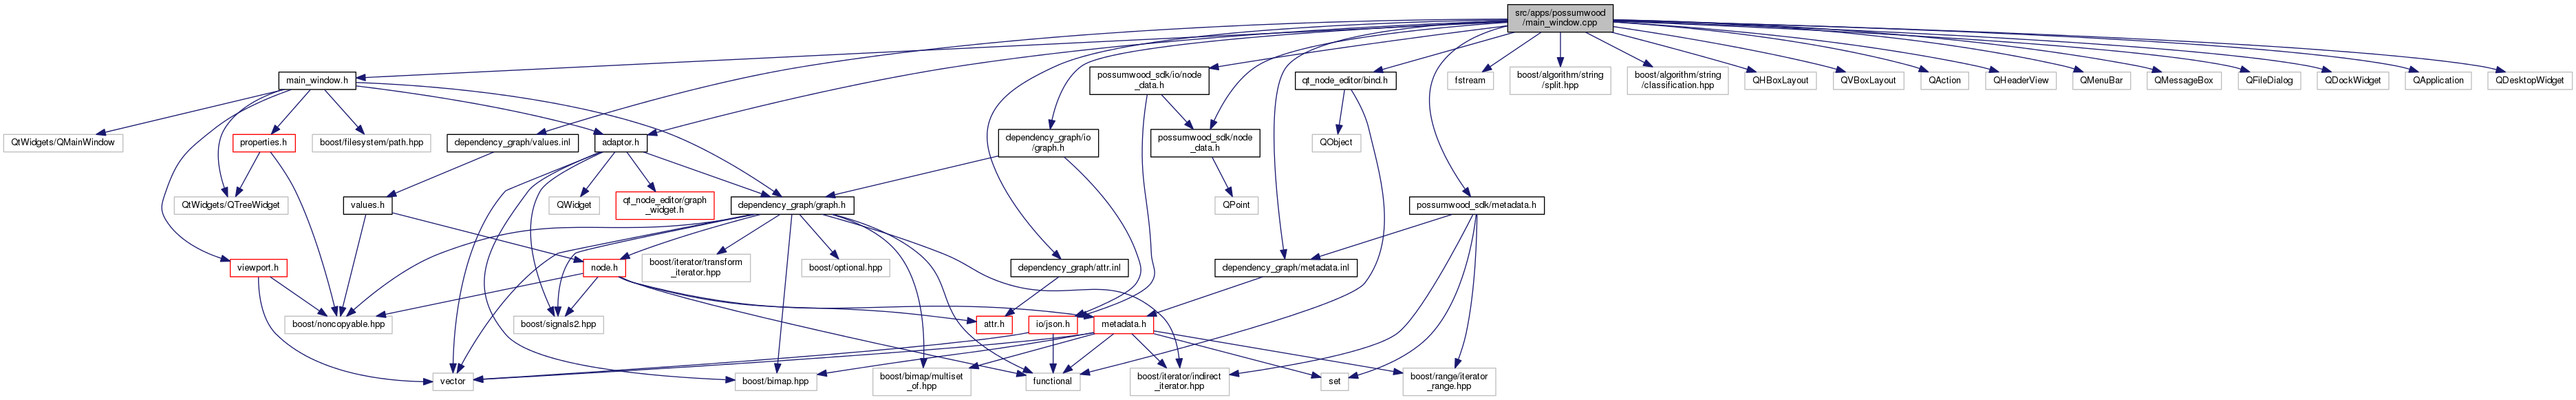 src/apps/possumwood
/main_window.cpp
main_window.h
possumwood_sdk/io/node
_data.h
qt_node_editor/bind.h
fstream
boost/algorithm/string
/split.hpp
boost/algorithm/string
/classification.hpp
QHBoxLayout
QVBoxLayout
QAction
QHeaderView
QMenuBar
QMessageBox
QFileDialog
QDockWidget
QApplication
QDesktopWidget
QtWidgets/QMainWindow
properties.h
boost/filesystem/path.hpp
dependency_graph/values.inl
adaptor.h
dependency_graph/io
/graph.h
possumwood_sdk/node
_data.h
QObject
QtWidgets/QTreeWidget
values.h
QWidget
qt_node_editor/graph
_widget.h
dependency_graph/graph.h
QPoint
possumwood_sdk/metadata.h
viewport.h
node.h
boost/iterator/transform
_iterator.hpp
boost/optional.hpp
dependency_graph/attr.inl
dependency_graph/metadata.inl
boost/noncopyable.hpp
boost/signals2.hpp
attr.h
io/json.h
metadata.h
vector
boost/bimap.hpp
boost/bimap/multiset
_of.hpp
functional
boost/iterator/indirect
_iterator.hpp
set
boost/range/iterator
_range.hpp